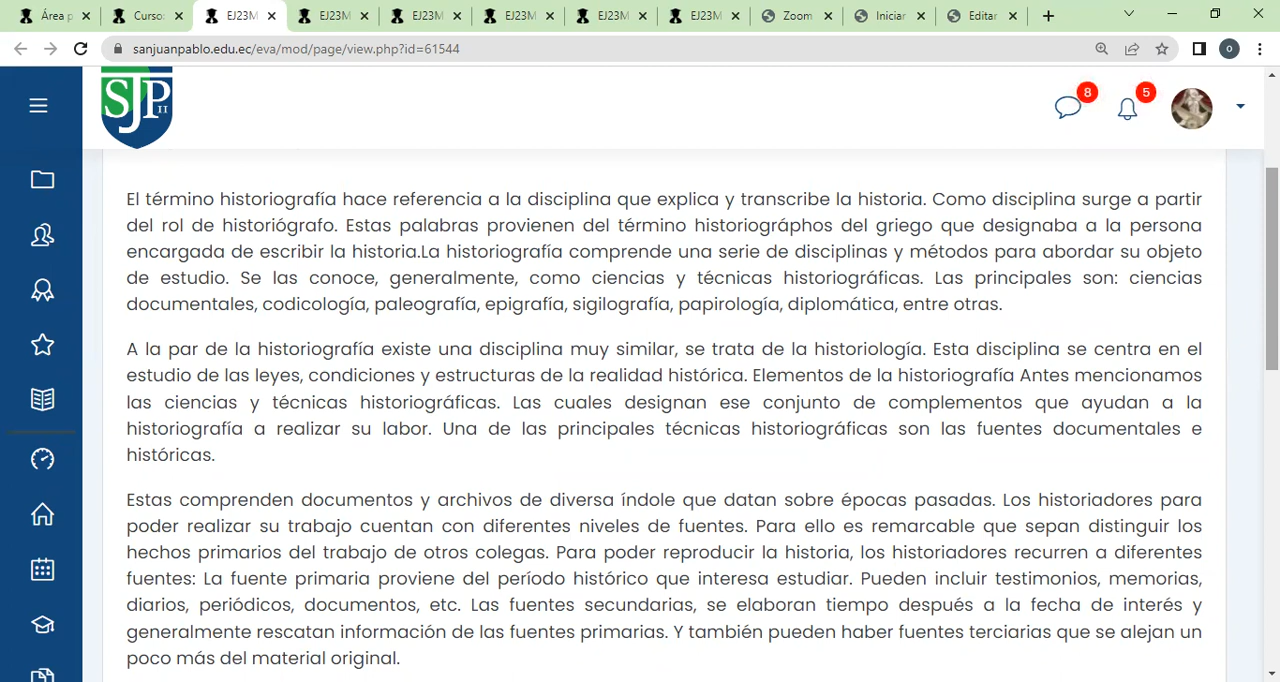 Área p
Curso:
EJ23M
EJ23M
EJ23M
EJ23M
EJ23M
EJ23M
Zoom
Iniciar
Editar
sanjuanpablo.edu.ec/eva/mod/page/view.php?id=61544
O
SJP II
8
5
El término historiografía hace referencia a la disciplina que explica y transcribe la historia. Como disciplina surge a partir
del rol de historiógrafo. Estas palabras provienen del término historiográphos del griego que designaba a la persona
encargada de escribir la historia.La historiografía comprende una serie de disciplinas y métodos para abordar su objeto
de estudio. Se las conoce, generalmente, como ciencias y técnicas historiográficas. Las principales son: ciencias
documentales, codicología, paleografía, epigrafía, sigilografía, papirología, diplomática, entre otras.
A la par de la historiografía existe una disciplina muy similar, se trata de la historiología. Esta disciplina se centra en el
estudio de las leyes, condiciones y estructuras de la realidad histórica. Elementos de la historiografía Antes mencionamos
las ciencias y técnicas historiográficas. Las cuales designan ese conjunto de complementos que ayudan a la
historiografía a realizar su labor. Una de las principales técnicas historiográficas son las fuentes documentales e
históricas.
Estas comprenden documentos y archivos de diversa índole que datan sobre épocas pasadas. Los historiadores para
poder realizar su trabajo cuentan con diferentes niveles de fuentes. Para ello es remarcable que sepan distinguir los
hechos primarios del trabajo de otros colegas. Para poder reproducir la historia, los historiadores recurren a diferentes
fuentes: La fuente primaria proviene del período histórico que interesa estudiar. Pueden incluir testimonios, memorias,
diarios, periódicos, documentos, etc. Las fuentes secundarias, se elaboran tiempo después a la fecha de interés y
generalmente rescatan información de las fuentes primarias. Y también pueden haber fuentes terciarias que se alejan un
poco más del material original.